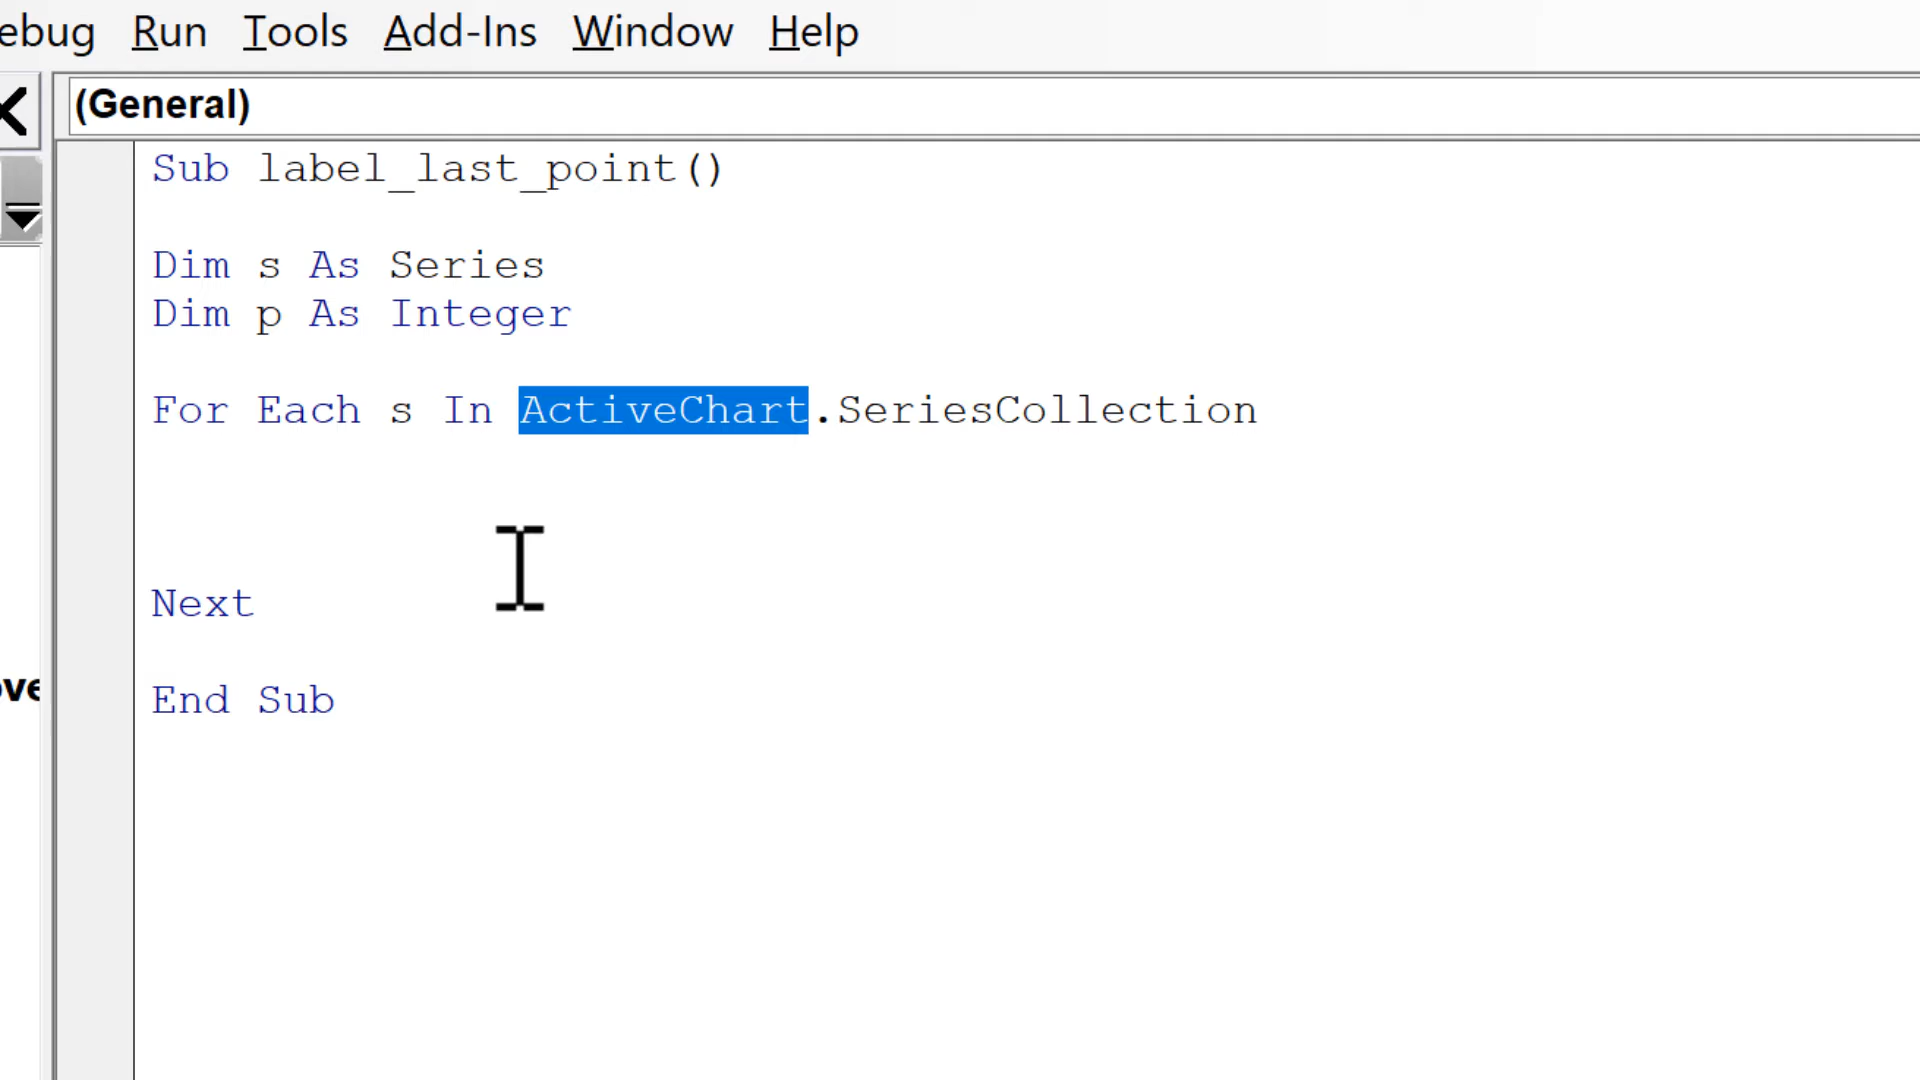 ebug Run Tools Add-Ins Window Help
(General)
Sub label_last_point()
Dim s As Series
Dim p As Integer
For Each s In ActiveChart.SeriesCollection
Next
ove
End Sub